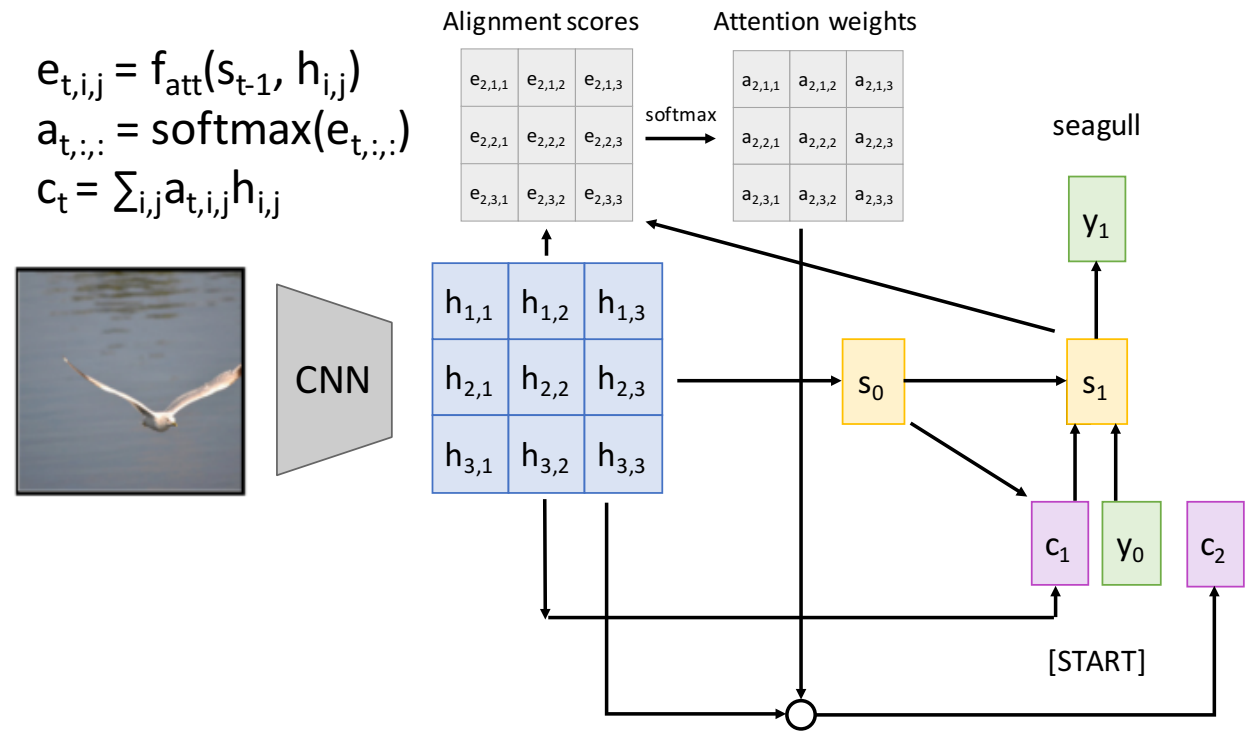 Alignment scores
Attention weights
e_{t,i,j} = f_{att}(s_{t-1}, h_{i,j})
a_{t,:,:} = softmax(e_{t,:,:})
c_t = ∑_{i,j}a_{t,i,j}h_{i,j}
e_{2,1,1} e_{2,1,2} e_{2,1,3}
e_{2,2,1} e_{2,2,2} e_{2,2,3}
e_{2,3,1} e_{2,3,2} e_{2,3,3}
softmax
a_{2,1,1} a_{2,1,2} a_{2,1,3}
a_{2,2,1} a_{2,2,2} a_{2,2,3}
a_{2,3,1} a_{2,3,2} a_{2,3,3}
seagull
y_1
CNN
h_{1,1} h_{1,2} h_{1,3}
h_{2,1} h_{2,2} h_{2,3}
h_{3,1} h_{3,2} h_{3,3}
s_0
s_1
c_1
y_0
c_2
[START]